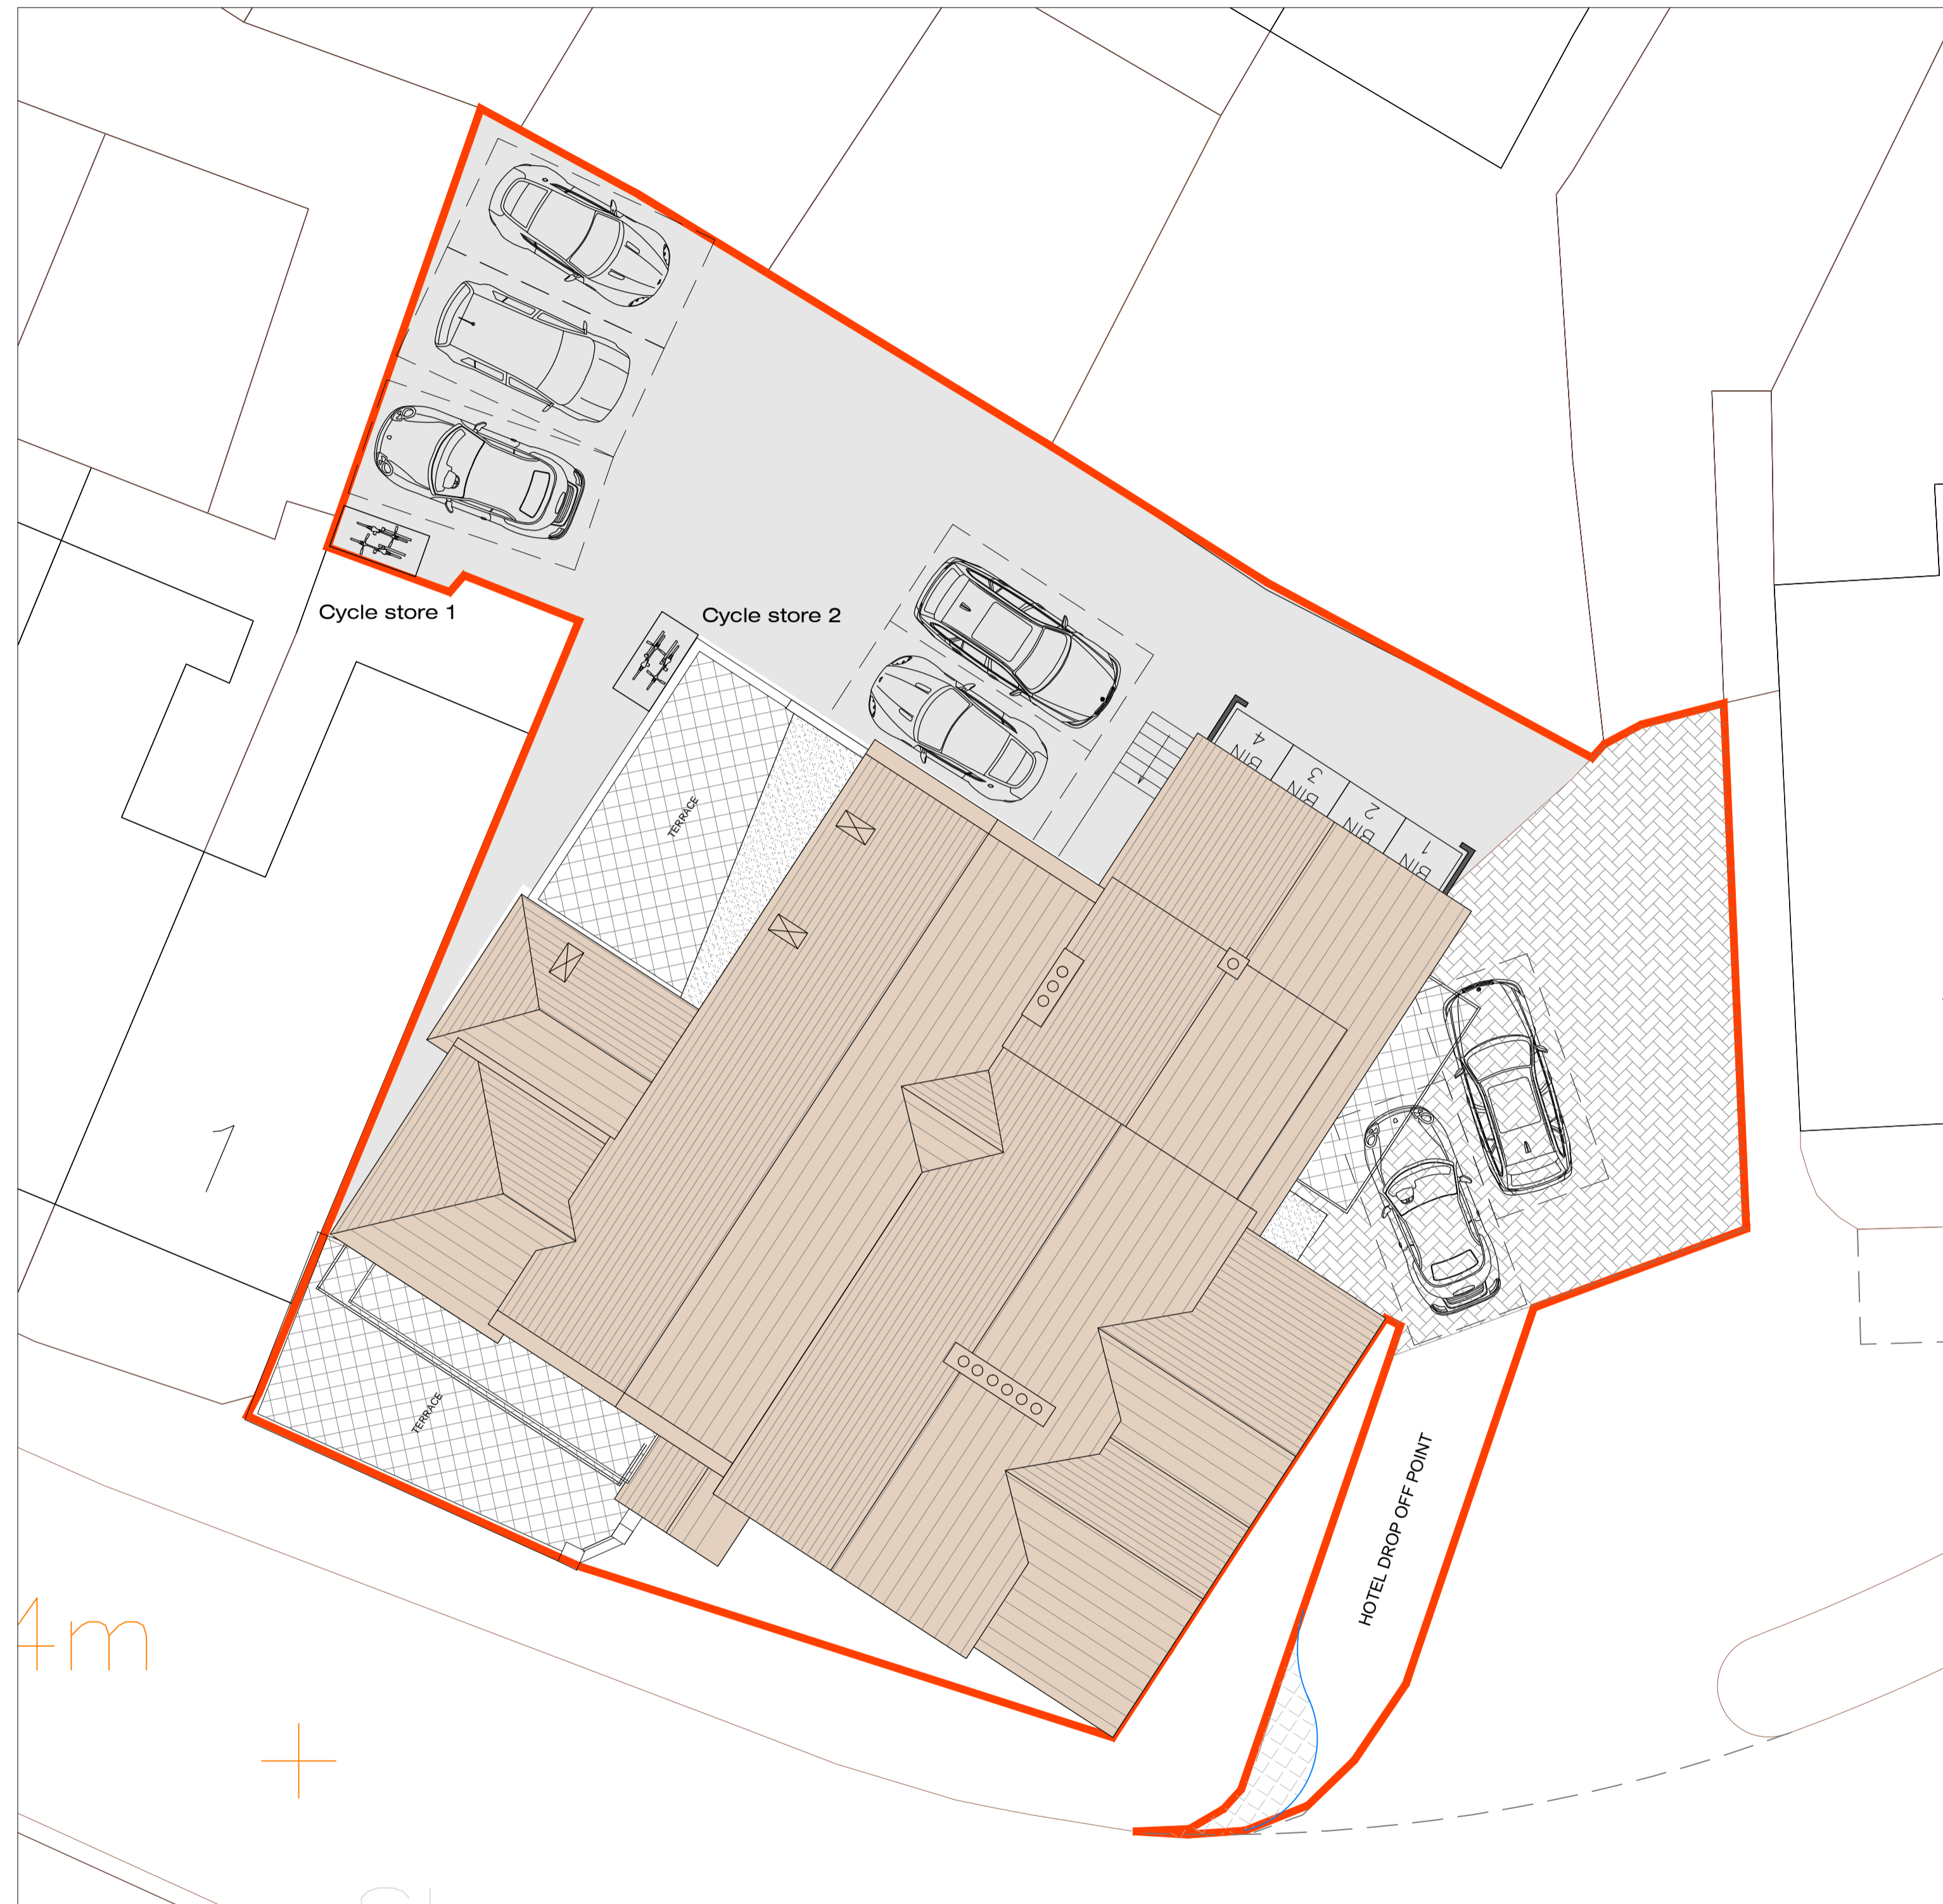 Cycle store 1
Cycle store 2
4
BIN
3
BIN
2
BIN
1
BIN
TERRACE
1
TERRACE
HOTEL DROP OFF POINT
4m